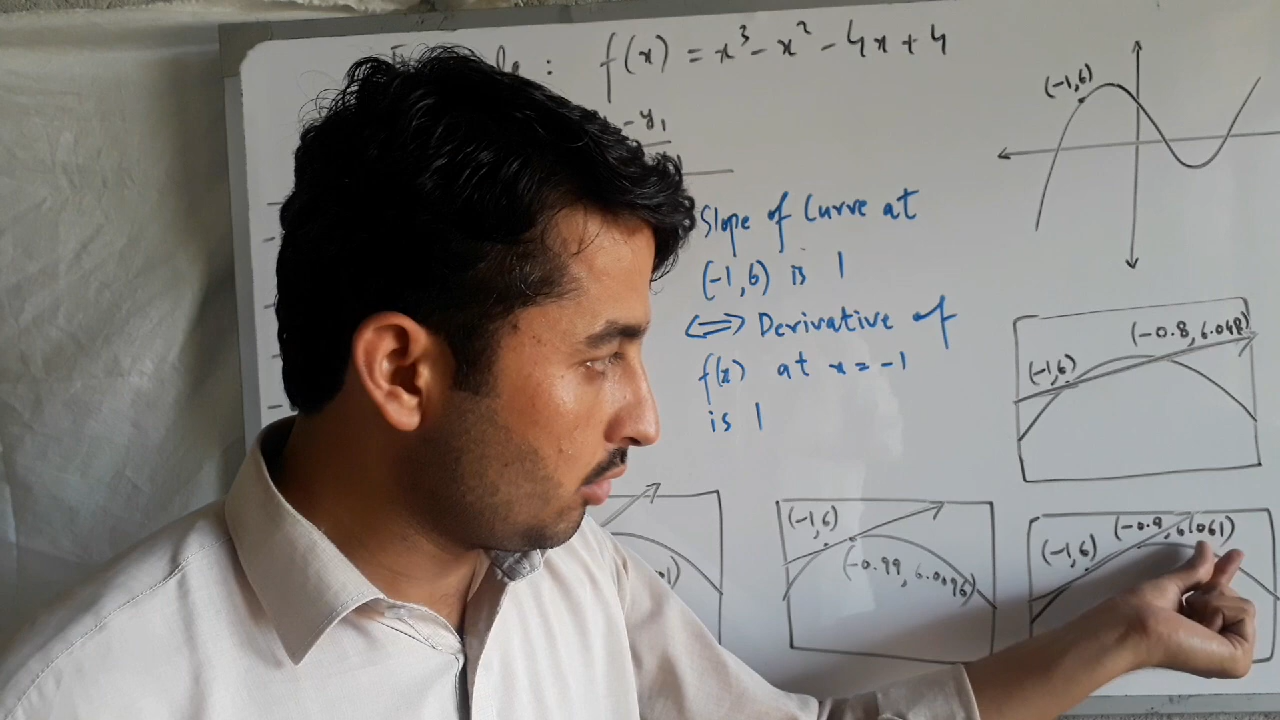 : f(x) = x³ - x² - 4x + 4
- y₁
Slope of Curve at
(-1,6) is 1
⟺ Derivative of
f(x) at x = -1
is 1
(-1,6)
(-1,6) (-0.8, 6.048)
(-1,6)
(-0.99, 6.0096)
(-1,6) (-0.9, 6.061)